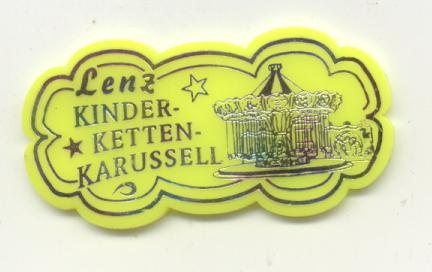 Lenz
KINDER-
KETTEN-
KARUSSELL